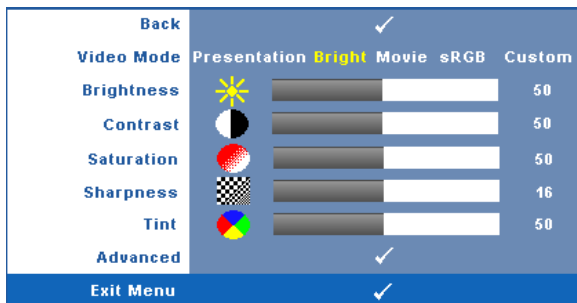 Back
Video Mode Presentation Bright Movie sRGB Custom
Brightness 50
Contrast 50
Saturation 50
Sharpness 16
Tint 50
Advanced
Exit Menu